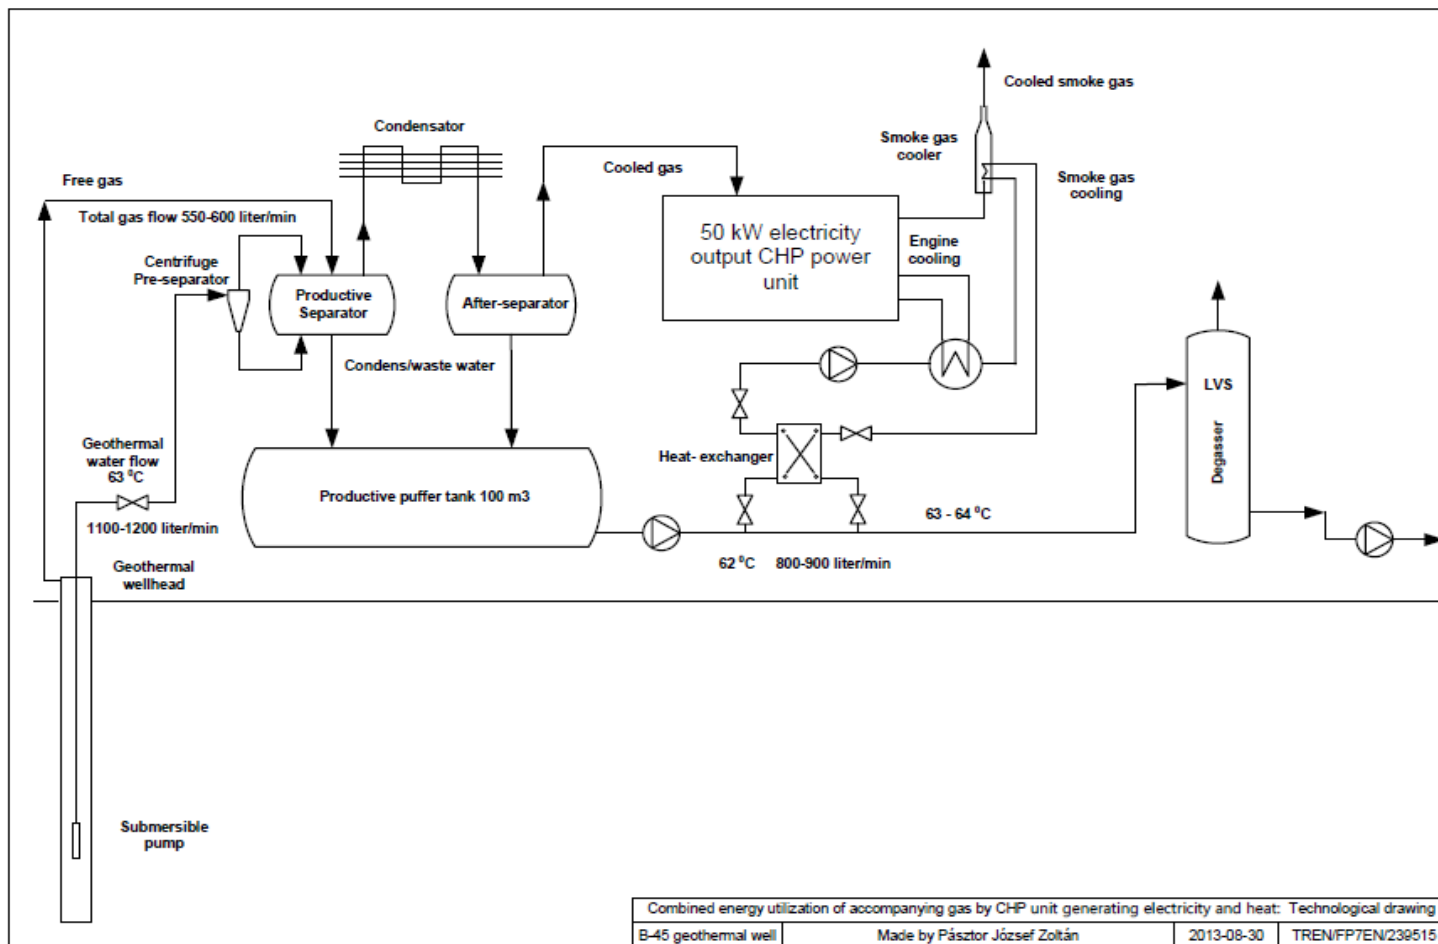 Cooled smoke gas
Condensator
Smoke gas
cooler
Cooled gas
Smoke gas
cooling
Free gas
Total gas flow 550-600 liter/min
50 kW electricity
output CHP power
unit
Engine
cooling
Centrifuge
Pre-separator
Productive
Separator
After-separator
Condens/waste water
LVS
Degasser
Geothermal
water flow
63 ⁰C
Heat- exchanger
Productive puffer tank 100 m3
1100-1200 liter/min
63 - 64 ⁰C
62 ⁰C
800-900 liter/min
Geothermal
wellhead
Submersible
pump
Combined energy utilization of accompanying gas by CHP unit generating electricity and heat: Technological drawing
B-45 geothermal well
Made by Pásztor József Zoltán
2013-08-30
TREN/FP7EN/239515